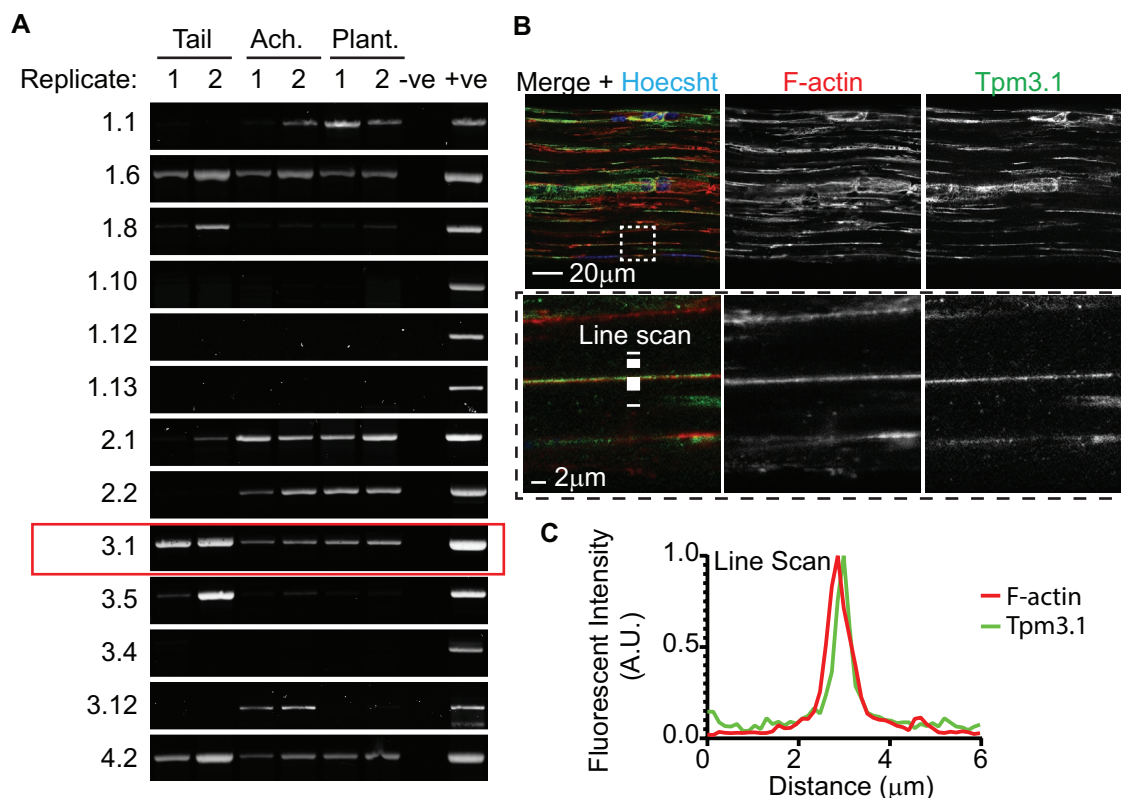 A
Tail Ach. Plant.
Replicate: 1 2 1 2 1 2 -ve +ve
1.1
1.6
1.8
1.10
1.12
1.13
2.1
2.2
3.1
3.5
3.4
3.12
4.2
B
Merge + Hoecsht F-actin Tpm3.1
20μm
Line scan
2μm
C
Fluorescent Intensity
(A.U.)
1.0
0.5
0.0
Line Scan
F-actin
Tpm3.1
0 2 4 6
Distance (μm)